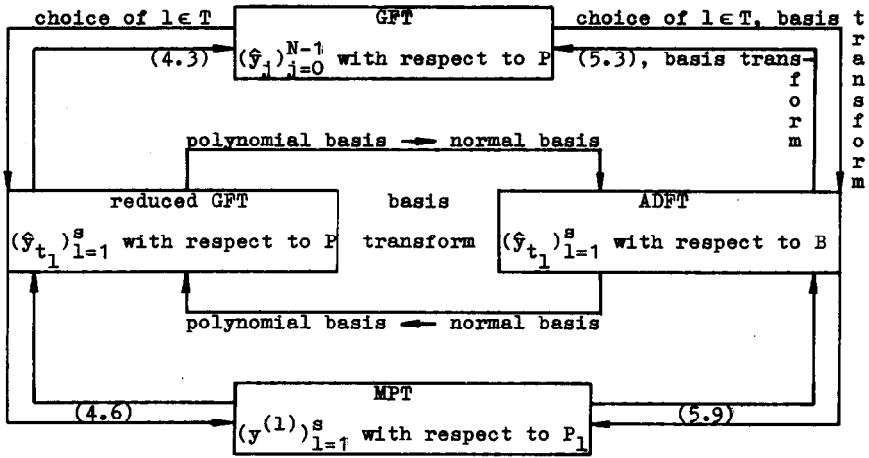 choice of l ∈ T
GFT
choice of l ∈ T, basis transform
(4.3)
(ŷ_j)_{j=0}^{N-1} with respect to P
(5.3), basis trans-
form
polynomial basis → normal basis
reduced GFT
basis
ADFT
(ŷ_{t_l})_{l=1}^{s} with respect to P
transform
(ŷ_{t_l})_{l=1}^{s} with respect to B
polynomial basis ← normal basis
MPT
(4.6)
(y^{(l)})_{l=1}^{s} with respect to P_l
(5.9)